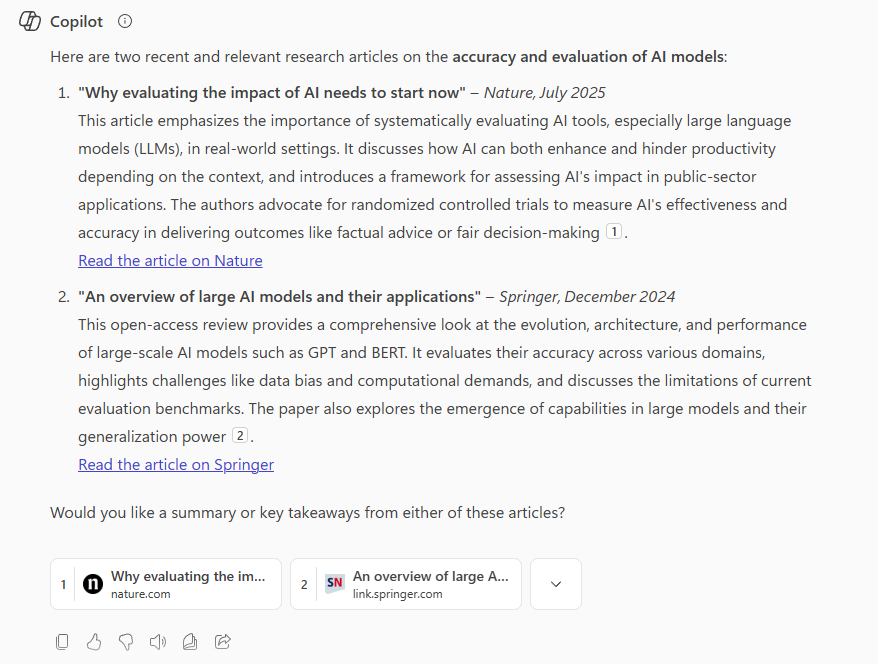 Copilot
Here are two recent and relevant research articles on the accuracy and evaluation of AI models:
1. "Why evaluating the impact of AI needs to start now" – Nature, July 2025
This article emphasizes the importance of systematically evaluating AI tools, especially large language
models (LLMs), in real-world settings. It discusses how AI can both enhance and hinder productivity
depending on the context, and introduces a framework for assessing AI's impact in public-sector
applications. The authors advocate for randomized controlled trials to measure AI's effectiveness and
accuracy in delivering outcomes like factual advice or fair decision-making 1 .
Read the article on Nature
2. "An overview of large AI models and their applications" – Springer, December 2024
This open-access review provides a comprehensive look at the evolution, architecture, and performance
of large-scale AI models such as GPT and BERT. It evaluates their accuracy across various domains,
highlights challenges like data bias and computational demands, and discusses the limitations of current
evaluation benchmarks. The paper also explores the emergence of capabilities in large models and their
generalization power 2 .
Read the article on Springer
Would you like a summary or key takeaways from either of these articles?
1 n Why evaluating the im...
nature.com
2 SN An overview of large A...
link.springer.com